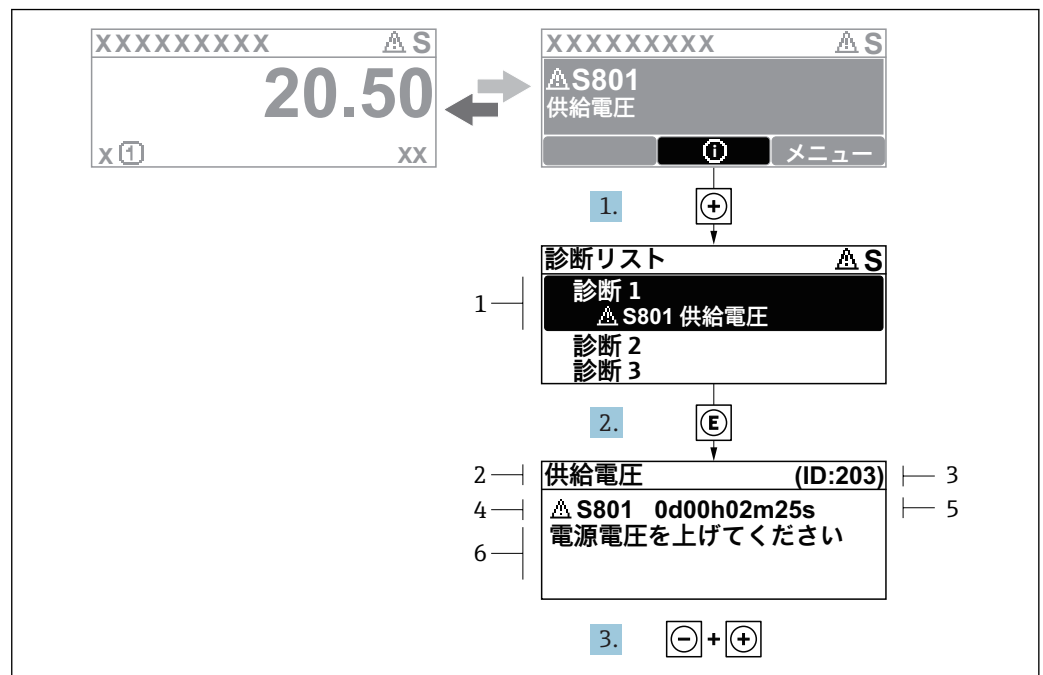 XXXXXXXXX ⚠ S
20.50
x ① xx
XXXXXXXXX ⚠ S
⚠S801
供給電圧
ⓘ メニュー
1. +
診断リスト ⚠ S
1
診断 1
⚠ S801 供給電圧
診断 2
診断 3
2. E
2 供給電圧 (ID:203) 3
4 ⚠ S801 0d00h02m25s 5
6 電源電圧を上げてください
3. ⊖+⊕